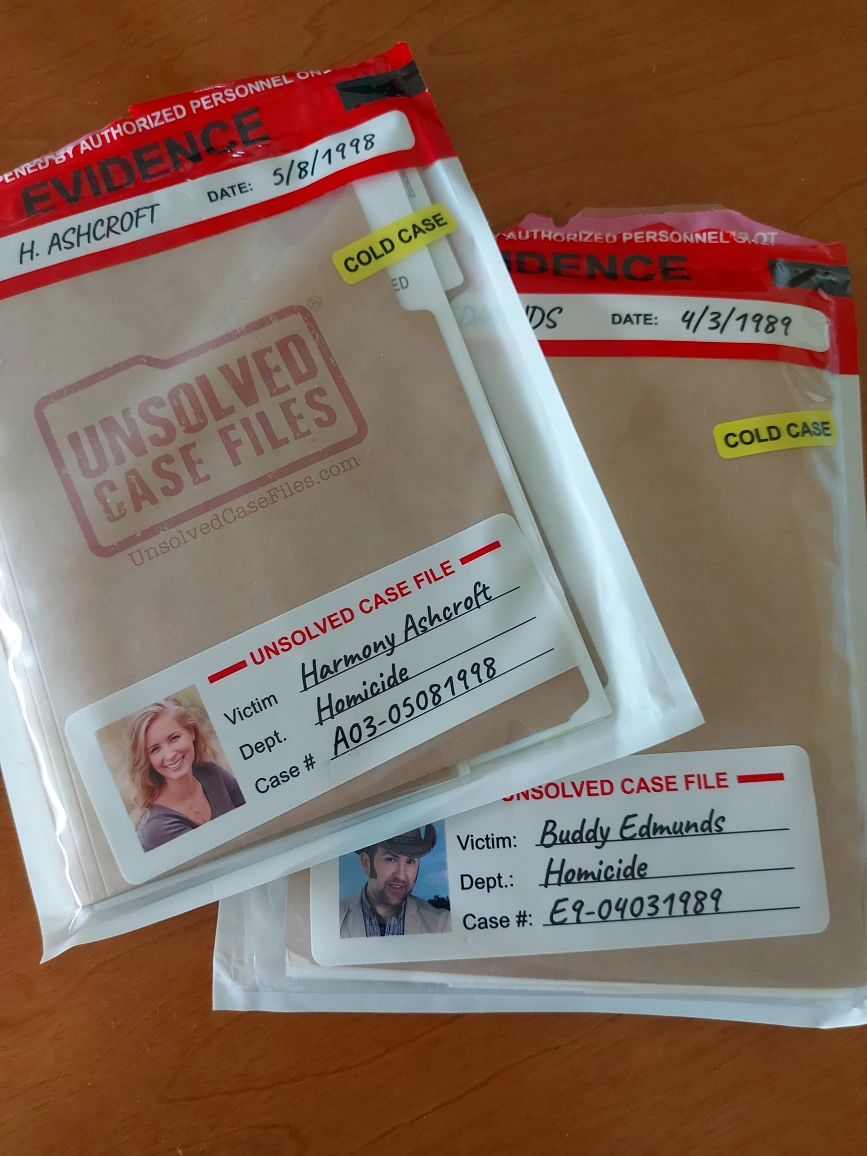 BY AUTHORIZED PERSONNEL
EVIDENCE
H. ASHCROFT DATE: 5/8/1998
COLD CASE
UNSOLVED
CASE FILES
®
UnsolvedCaseFiles.com
UNSOLVED CASE FILE
Victim Harmony Ashcroft
Dept. Homicide
Case # A03-05081998
AUTHORIZED PERSONNEL
DATE: 4/3/1989
COLD CASE
UNSOLVED CASE FILE
Victim: Buddy Edmunds
Dept.: Homicide
Case #: E9-04031989